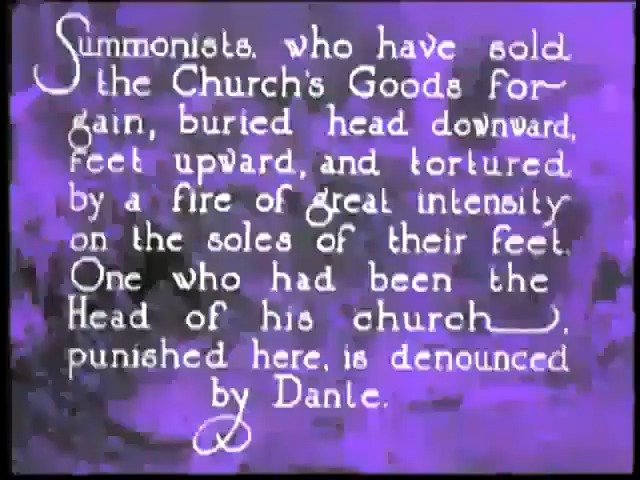 Summonists. who have sold
the Church's Goods for
gain, buried head downward,
feet upward, and tortured
by a fire of great intensity
on the soles of their feet.
One who had been the
Head of his church,
punished here, is denounced
by Dante.